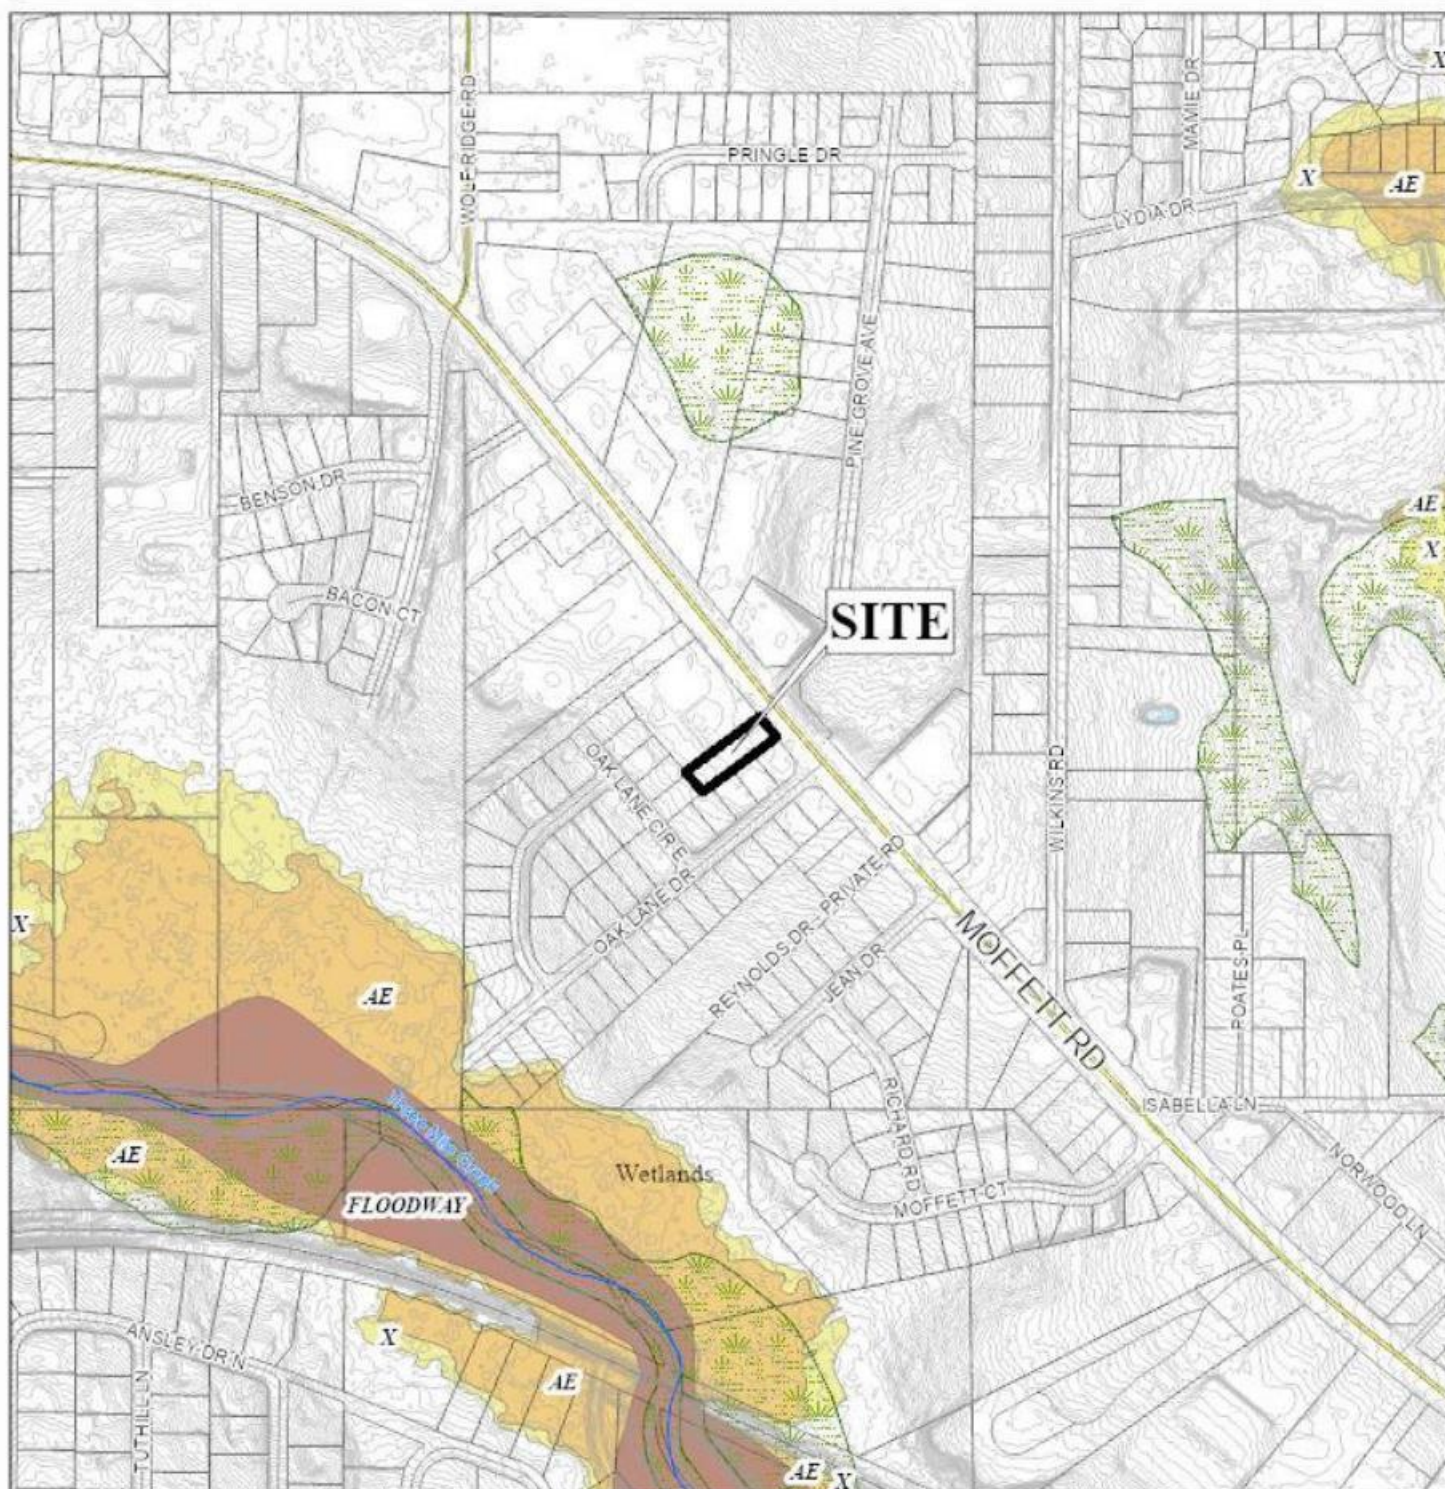 X
WOLFRIDGE RD
MAMIE DR
PRINGLE DR
X
AE
LYDIA DR
PINE GROVE AVE
BENSON DR
AE
X
BACON CT
SITE
OAK LANE CIR E
WILKINS RD
OAK LANE DR
REYNOLDS DR - PRIVATE RD
X
AE
JEAN DR
MOFFETT RD
POATES PL
Creek
RICHARD RD
ISABELLA LN
AE
Wetlands
NORWOOD LN
FLOODWAY
MOFFETT CT
ANSLEY DR N
X
TUTHILL LN
AE
AE
X